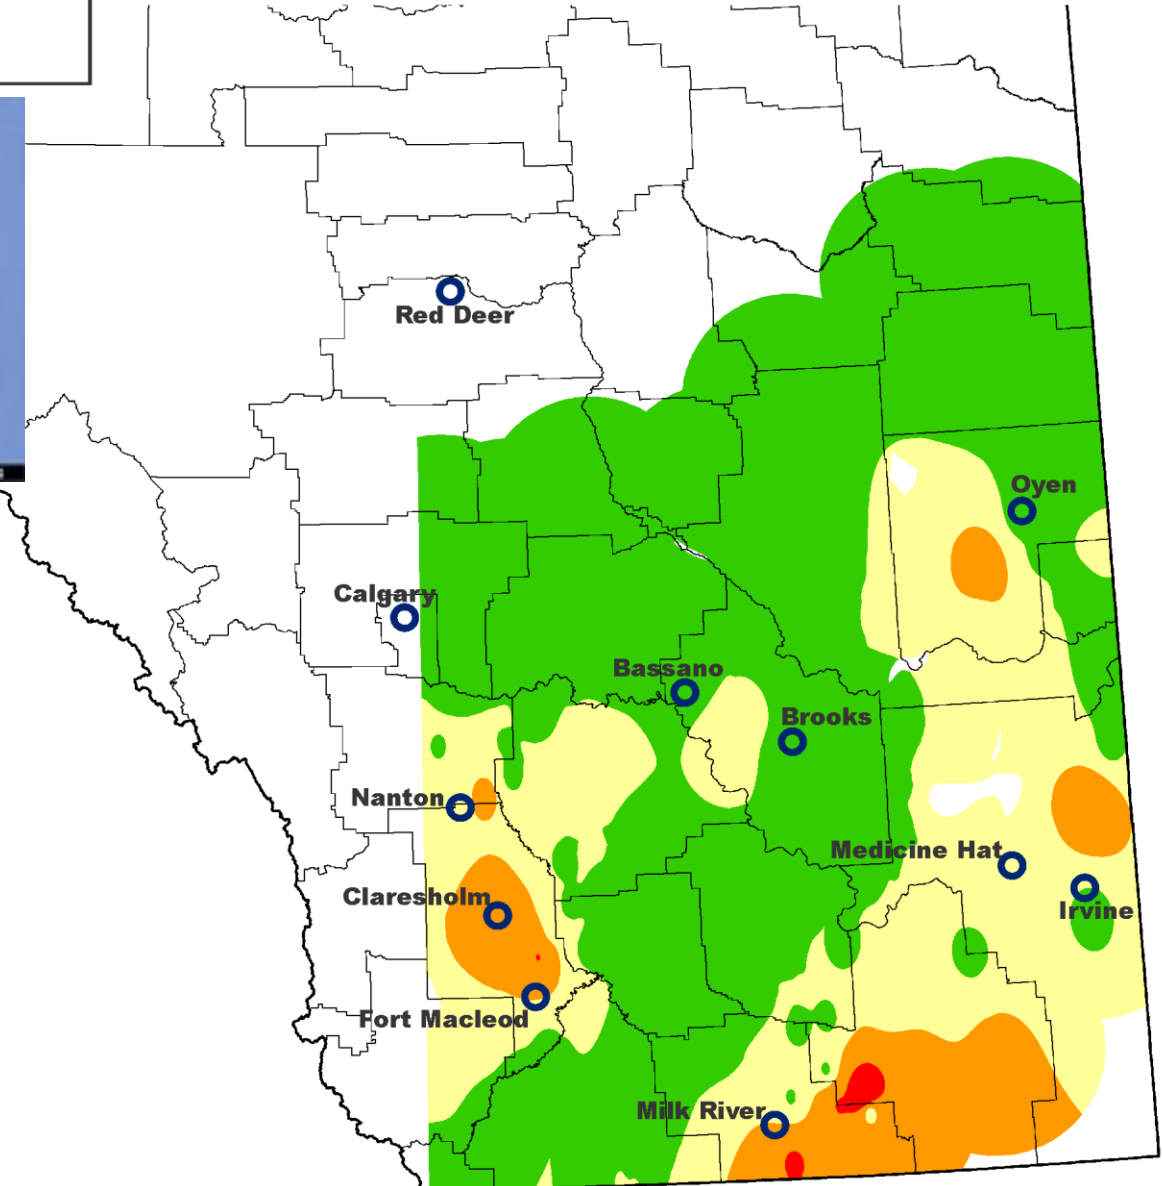 Red Deer
Oyen
Calgary
Bassano
Brooks
Nanton
Medicine Hat
Claresholm
Irvine
Fort Macleod
Milk River